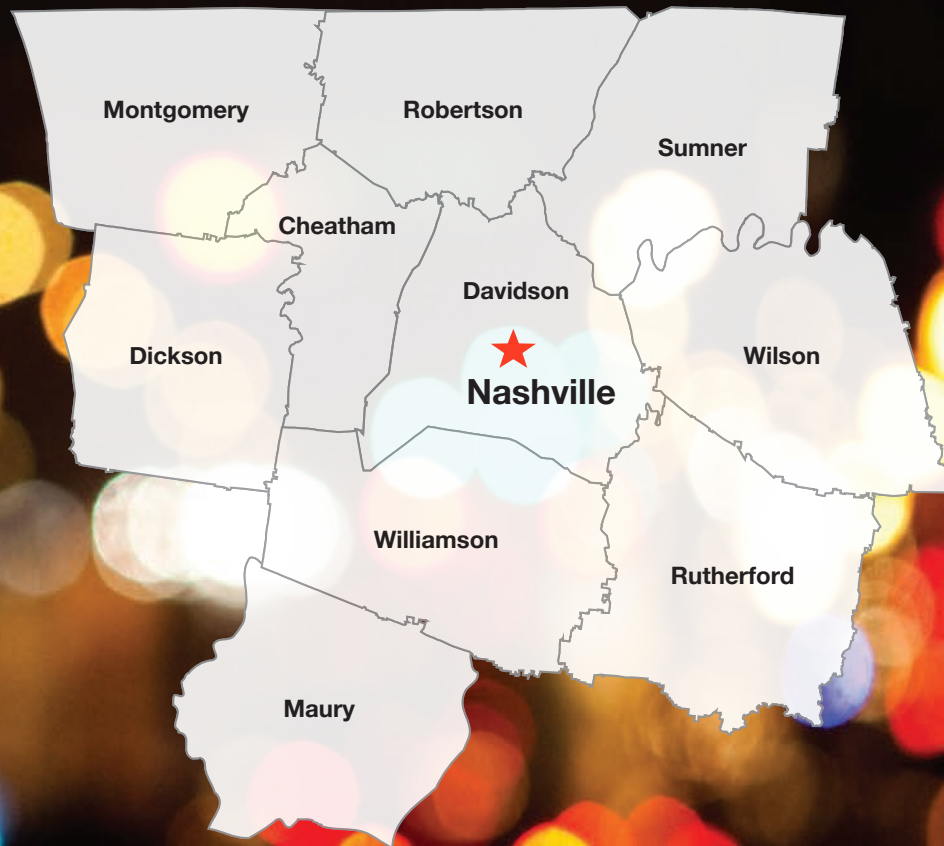 Montgomery
Robertson
Sumner
Cheatham
Davidson
Dickson
Wilson
Nashville
Williamson
Rutherford
Maury